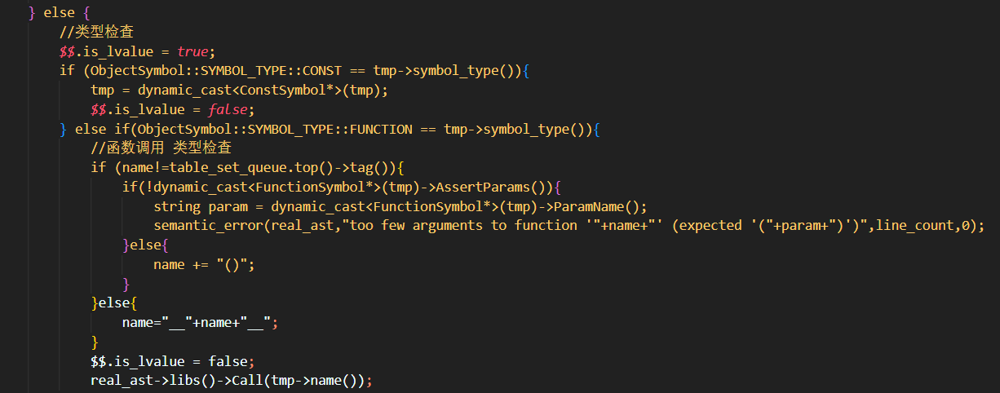 } else {
//类型检查
$$.is_lvalue = true;
if (ObjectSymbol::SYMBOL_TYPE::CONST == tmp->symbol_type()){
tmp = dynamic_cast<ConstSymbol*>(tmp);
$$.is_lvalue = false;
} else if(ObjectSymbol::SYMBOL_TYPE::FUNCTION == tmp->symbol_type()){
//函数调用 类型检查
if (name!=table_set_queue.top()->tag()){
if(!dynamic_cast<FunctionSymbol*>(tmp)->AssertParams()){
string param = dynamic_cast<FunctionSymbol*>(tmp)->ParamName();
semantic_error(real_ast,"too few arguments to function '"+name+"' (expected '("+param+")')",line_count,0);
}else{
name += "()";
}
}else{
name="__"+name+"__";
}
$$.is_lvalue = false;
real_ast->libs()->Call(tmp->name());